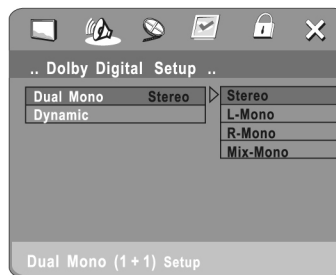 .. Dolby Digital Setup ..
Dual Mono Stereo Stereo
Dynamic L-Mono
R-Mono
Mix-Mono
Dual Mono (1 + 1) Setup